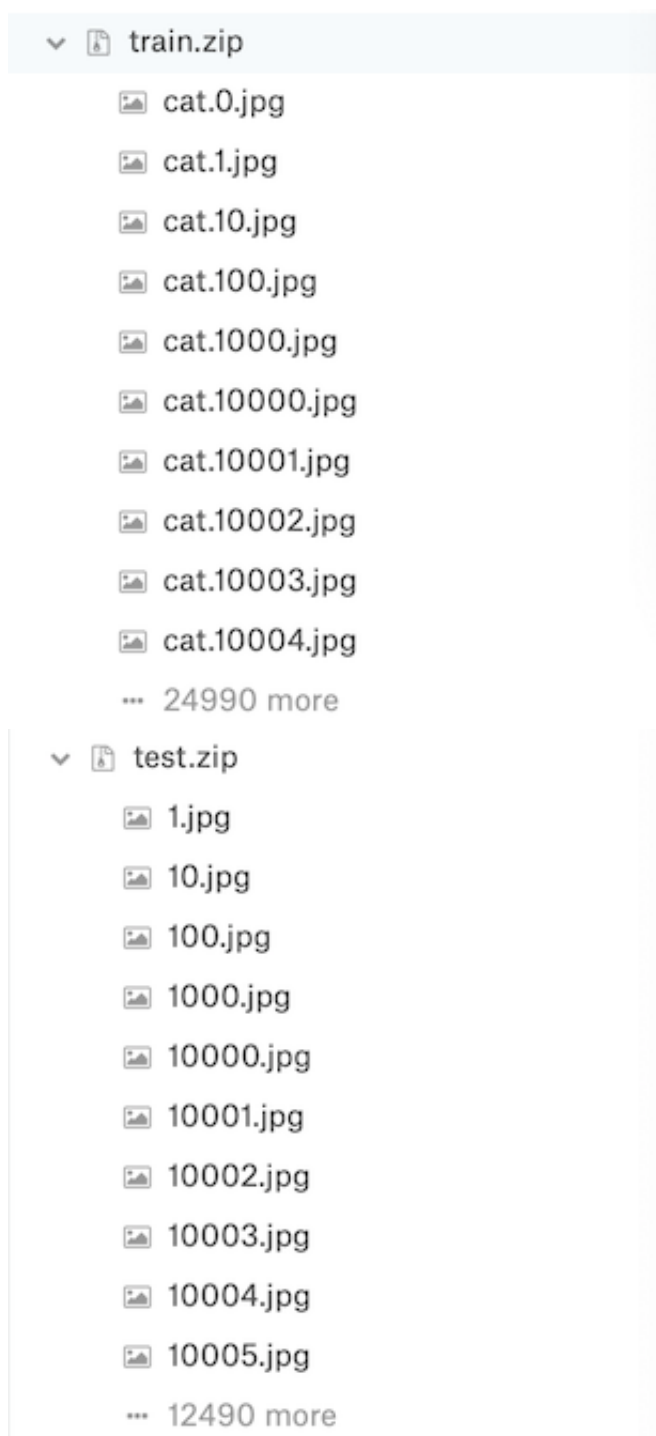 train.zip
cat.0.jpg
cat.1.jpg
cat.10.jpg
cat.100.jpg
cat.1000.jpg
cat.10000.jpg
cat.10001.jpg
cat.10002.jpg
cat.10003.jpg
cat.10004.jpg
... 24990 more
test.zip
1.jpg
10.jpg
100.jpg
1000.jpg
10000.jpg
10001.jpg
10002.jpg
10003.jpg
10004.jpg
10005.jpg
... 12490 more